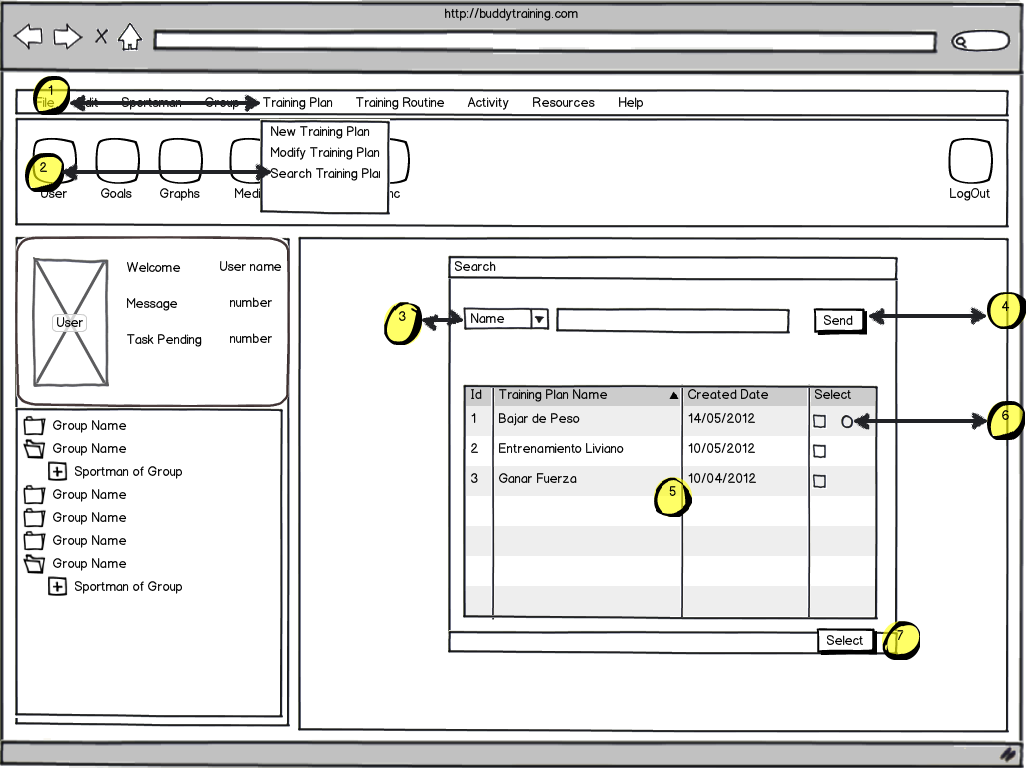 http://buddytraining.com
1
File Edit Sportsman Group Training Plan Training Routine Activity Resources Help
New Training Plan
Modify Training Plan
2
Search Training Plan
User Goals Graphs Medi nc LogOut
Welcome User name
Message number
User
Task Pending number
Search
3
Name
Send
4
Id Training Plan Name Created Date Select
1 Bajar de Peso 14/05/2012
6
2 Entrenamiento Liviano 10/05/2012
3 Ganar Fuerza 10/04/2012
5
Group Name
Group Name
Sportman of Group
Group Name
Group Name
Group Name
Group Name
Sportman of Group
Select
7